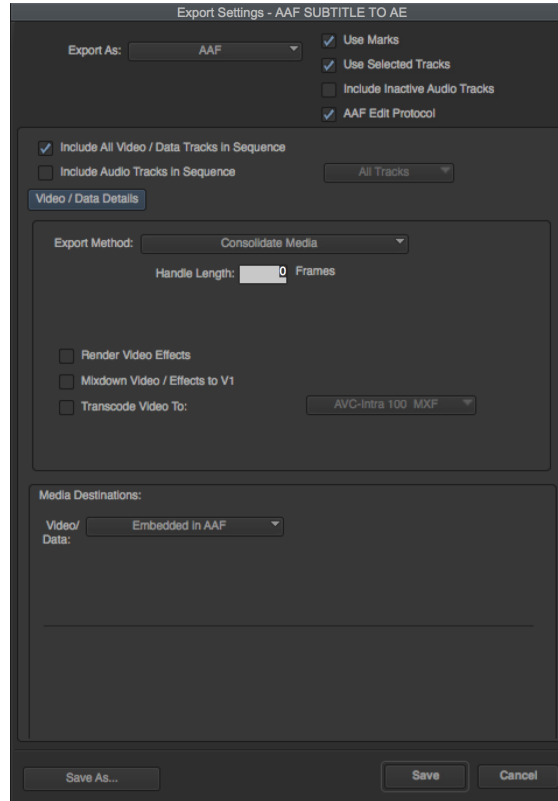 Export Settings - AAF SUBTITLE TO AE
Export As: AAF
Use Marks
Use Selected Tracks
Include Inactive Audio Tracks
AAF Edit Protocol
Include All Video / Data Tracks in Sequence
Include Audio Tracks in Sequence All Tracks
Video / Data Details
Export Method: Consolidate Media
Handle Length: 0 Frames
Render Video Effects
Mixdown Video / Effects to V1
Transcode Video To: AVC-Intra 100 MXF
Media Destinations:
Video/ Embedded in AAF
Data:
Save As... Save Cancel